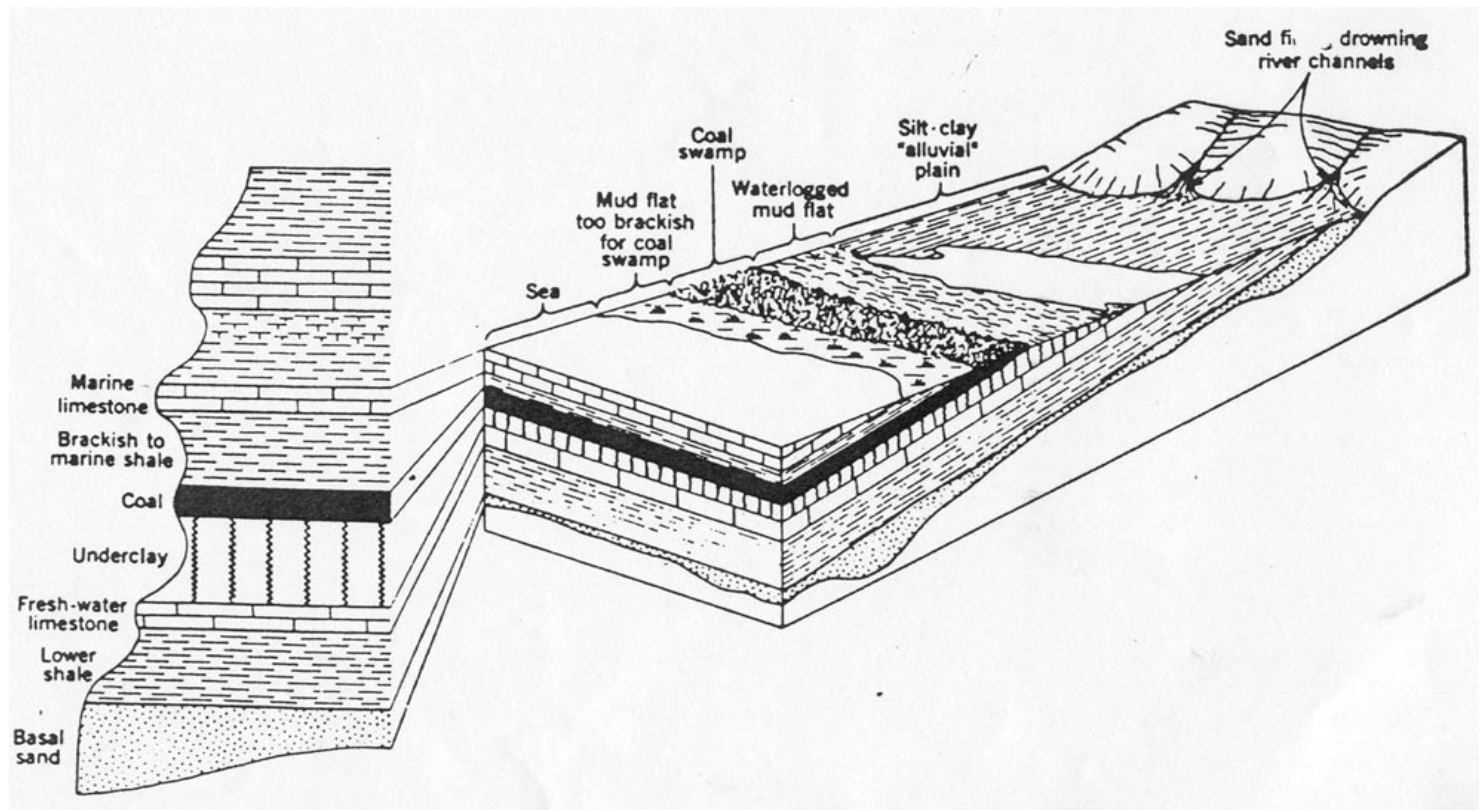 Sand drowning
river channels
Silt-clay
"alluvial"
plain
Coal
swamp
Waterlogged
mud flat
Mud flat
too brackish
for coal
swamp
Sea
Marine
limestone
Brackish to
marine shale
Coal
Underclay
Fresh-water
limestone
Lower
shale
Basal
sand